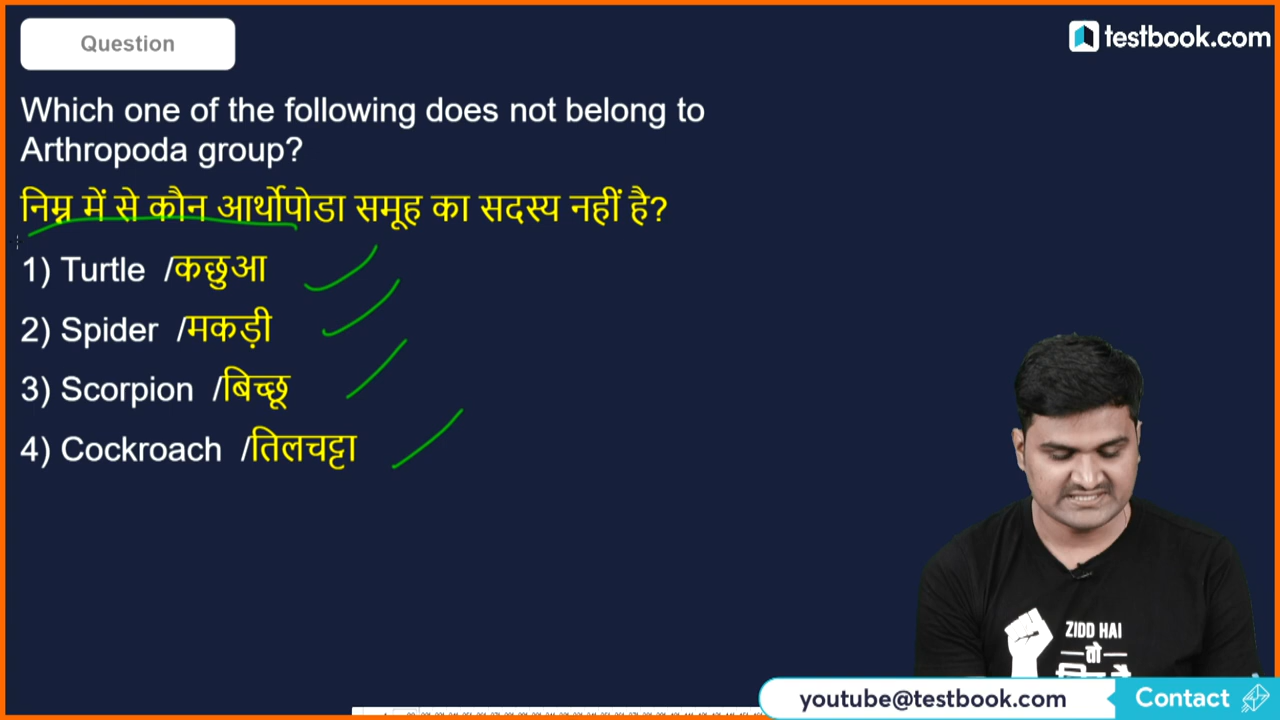 Question
testbook.com
Which one of the following does not belong to
Arthropoda group?
निम्न में से कौन आर्थोपोडा समूह का सदस्य नहीं है?
1) Turtle /कछुआ
2) Spider /मकड़ी
3) Scorpion /बिच्छू
4) Cockroach /तिलचट्टा
ZIDD HAI
तो
youtube@testbook.com
Contact